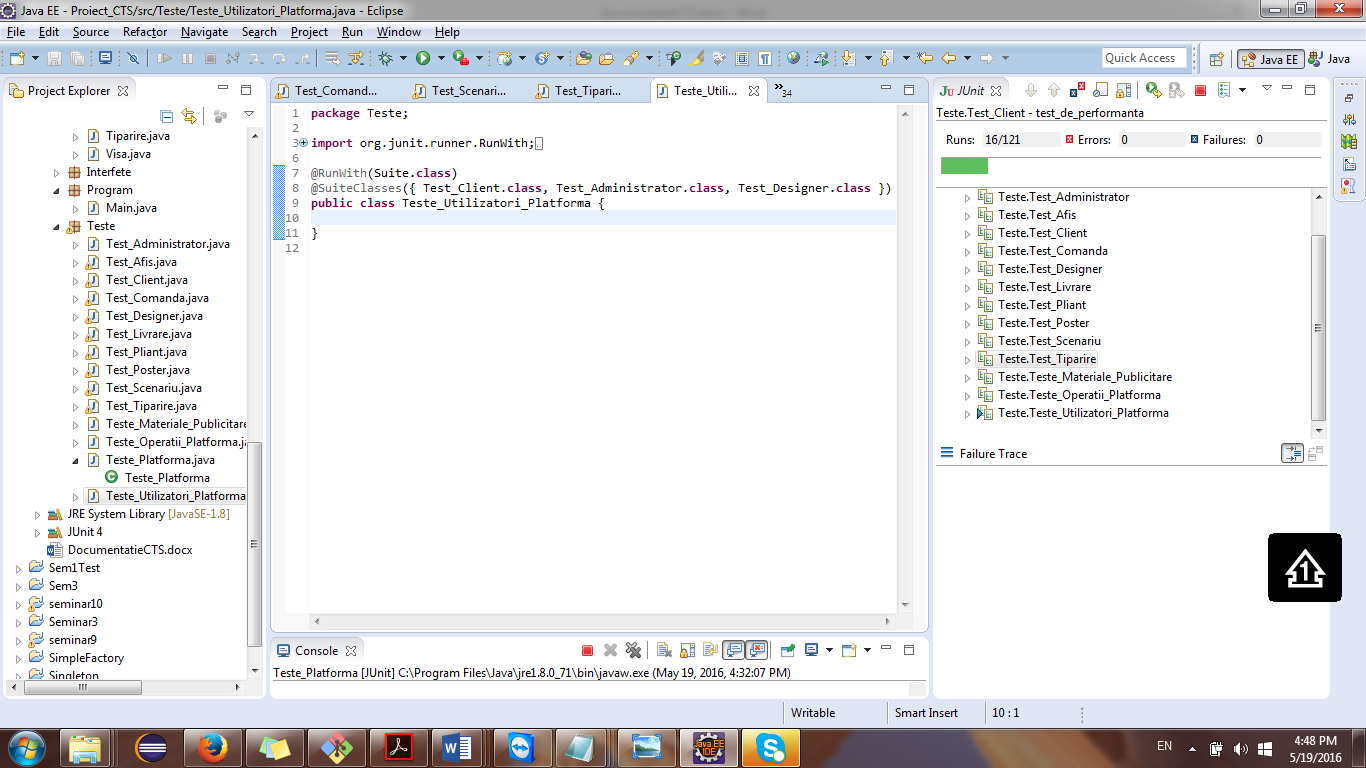 Java EE - Proiect_CTS/src/Teste/Teste_Utilizatori_Platforma.java - Eclipse
File Edit Source Refactor Navigate Search Project Run Window Help
Quick Access
Java EE
Java
Project Explorer
Tiparire.java
Visa.java
Interfete
Program
Main.java
Teste
Test_Administrator.java
Test_Afis.java
Test_Client.java
Test_Comanda.java
Test_Designer.java
Test_Livrare.java
Test_Pliant.java
Test_Poster.java
Test_Scenariu.java
Test_Tiparire.java
Teste_Materiale_Publicitare
Teste_Operatii_Platforma.ja
Teste_Platforma.java
Teste_Platforma
Teste_Utilizatori_Platforma
JRE System Library [JavaSE-1.8]
JUnit 4
DocumentatieCTS.docx
Sem1Test
Sem3
seminar10
Seminar3
seminar9
SimpleFactory
Singleton
Test_Comand...
Test_Scenari...
Test_Tipari...
Teste_Utili...
»34
1 package Teste;
2
3 import org.junit.runner.RunWith;
6
7 @RunWith(Suite.class)
8 @SuiteClasses({ Test_Client.class, Test_Administrator.class, Test_Designer.class })
9 public class Teste_Utilizatori_Platforma {
10
11 }
12
Console
Teste_Platforma [JUnit] C:\Program Files\Java\jre1.8.0_71\bin\javaw.exe (May 19, 2016, 4:32:07 PM)
JUnit
Teste.Test_Client - test_de_performanta
Runs: 16/121 Errors: 0 Failures: 0
Teste.Test_Administrator
Teste.Test_Afis
Teste.Test_Client
Teste.Test_Comanda
Teste.Test_Designer
Teste.Test_Livrare
Teste.Test_Pliant
Teste.Test_Poster
Teste.Test_Scenariu
Teste.Test_Tiparire
Teste.Teste_Materiale_Publicitare
Teste.Teste_Operatii_Platforma
Teste.Teste_Utilizatori_Platforma
Failure Trace
1
Writable
Smart Insert
10 : 1
Java EE
IDE
EN
4:48 PM
5/19/2016